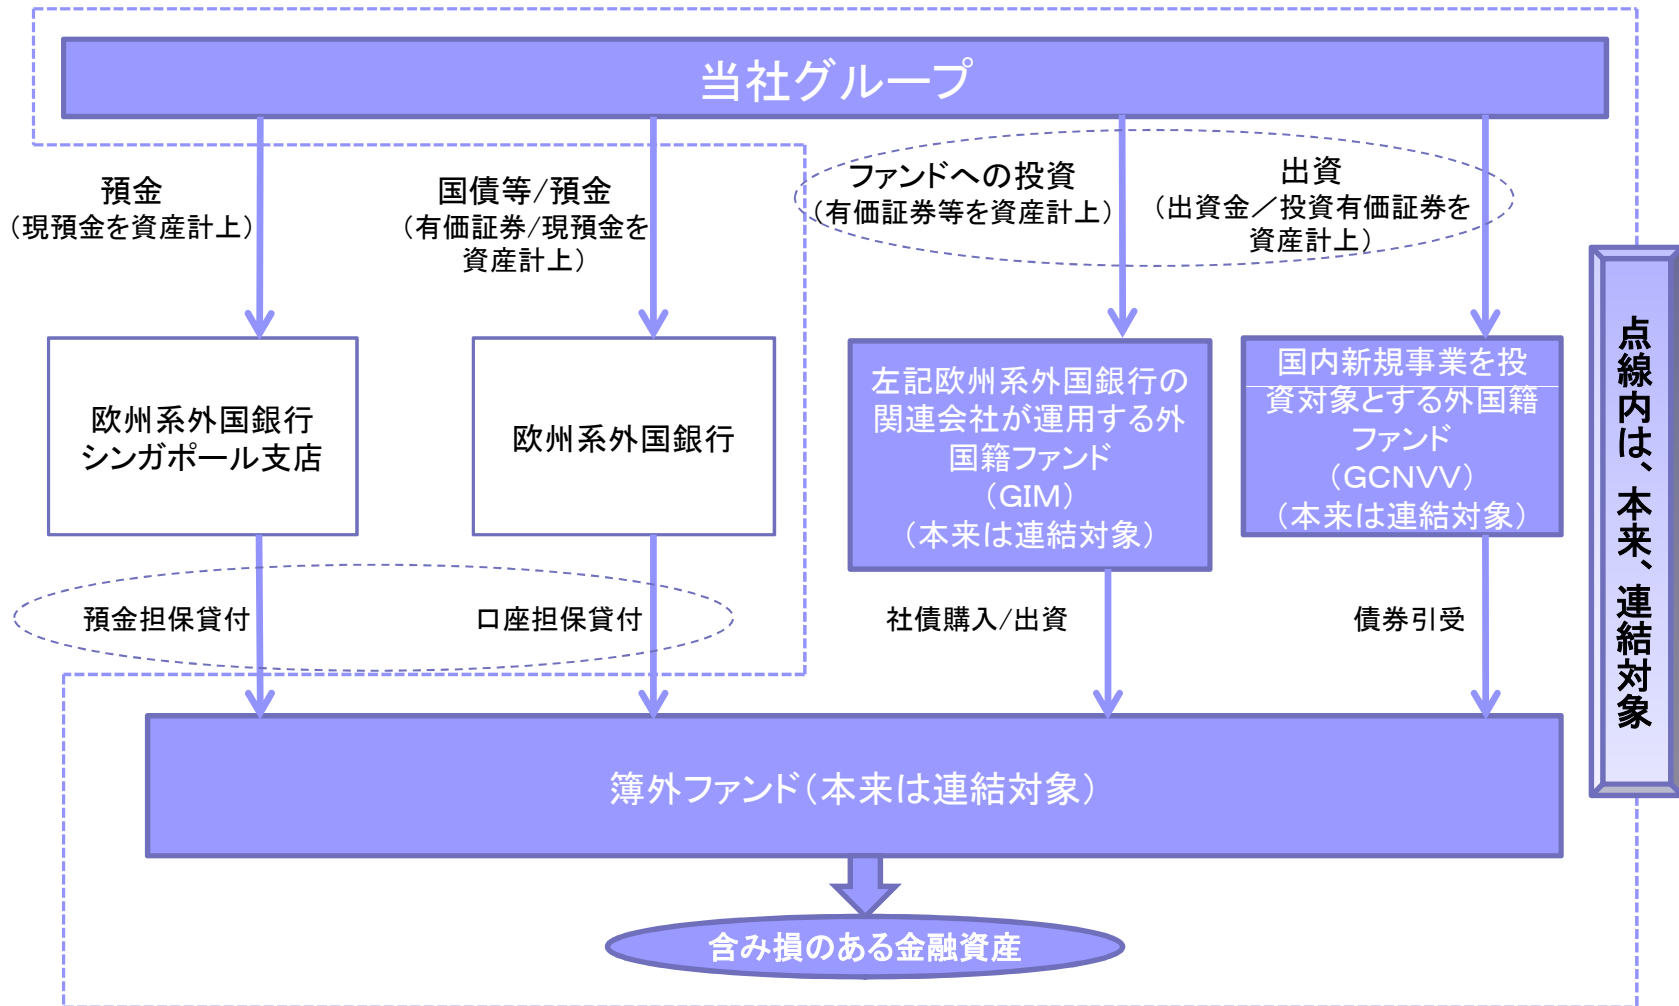 当社グループ
預金
（現預金を資産計上）
国債等/預金
（有価証券/現預金を
資産計上）
ファンドへの投資
（有価証券等を資産計上）
出資
（出資金／投資有価証券を
資産計上）
欧州系外国銀行
シンガポール支店
欧州系外国銀行
左記欧州系外国銀行の
関連会社が運用する外
国籍ファンド
（GIM）
（本来は連結対象）
国内新規事業を投
資対象とする外国籍
ファンド
（GCNVV）
（本来は連結対象）
点線内は、本来、連結対象
預金担保貸付
口座担保貸付
社債購入/出資
債券引受
簿外ファンド（本来は連結対象）
含み損のある金融資産